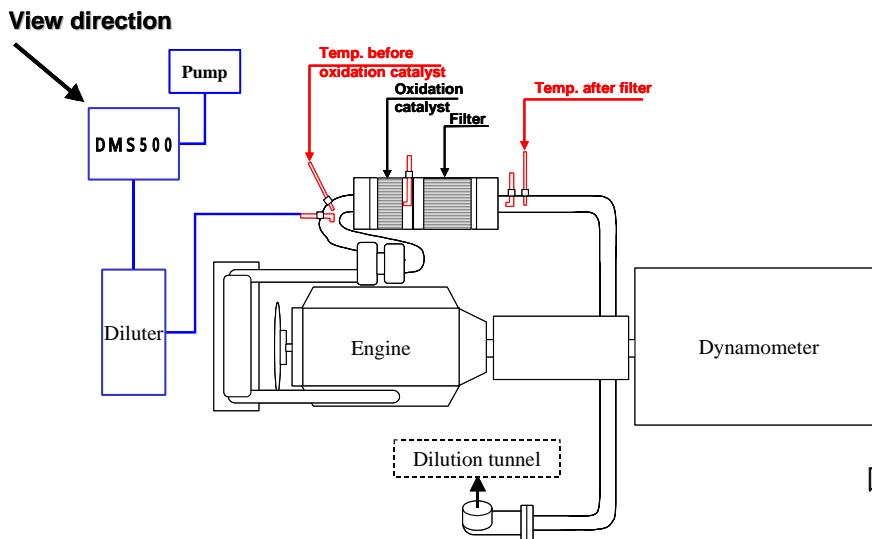 View direction
Pump
DMS500
Temp. before
oxidation catalyst
Oxidation
catalyst
Filter
Temp. after filter
Diluter
Engine
Dynamometer
Dilution tunnel